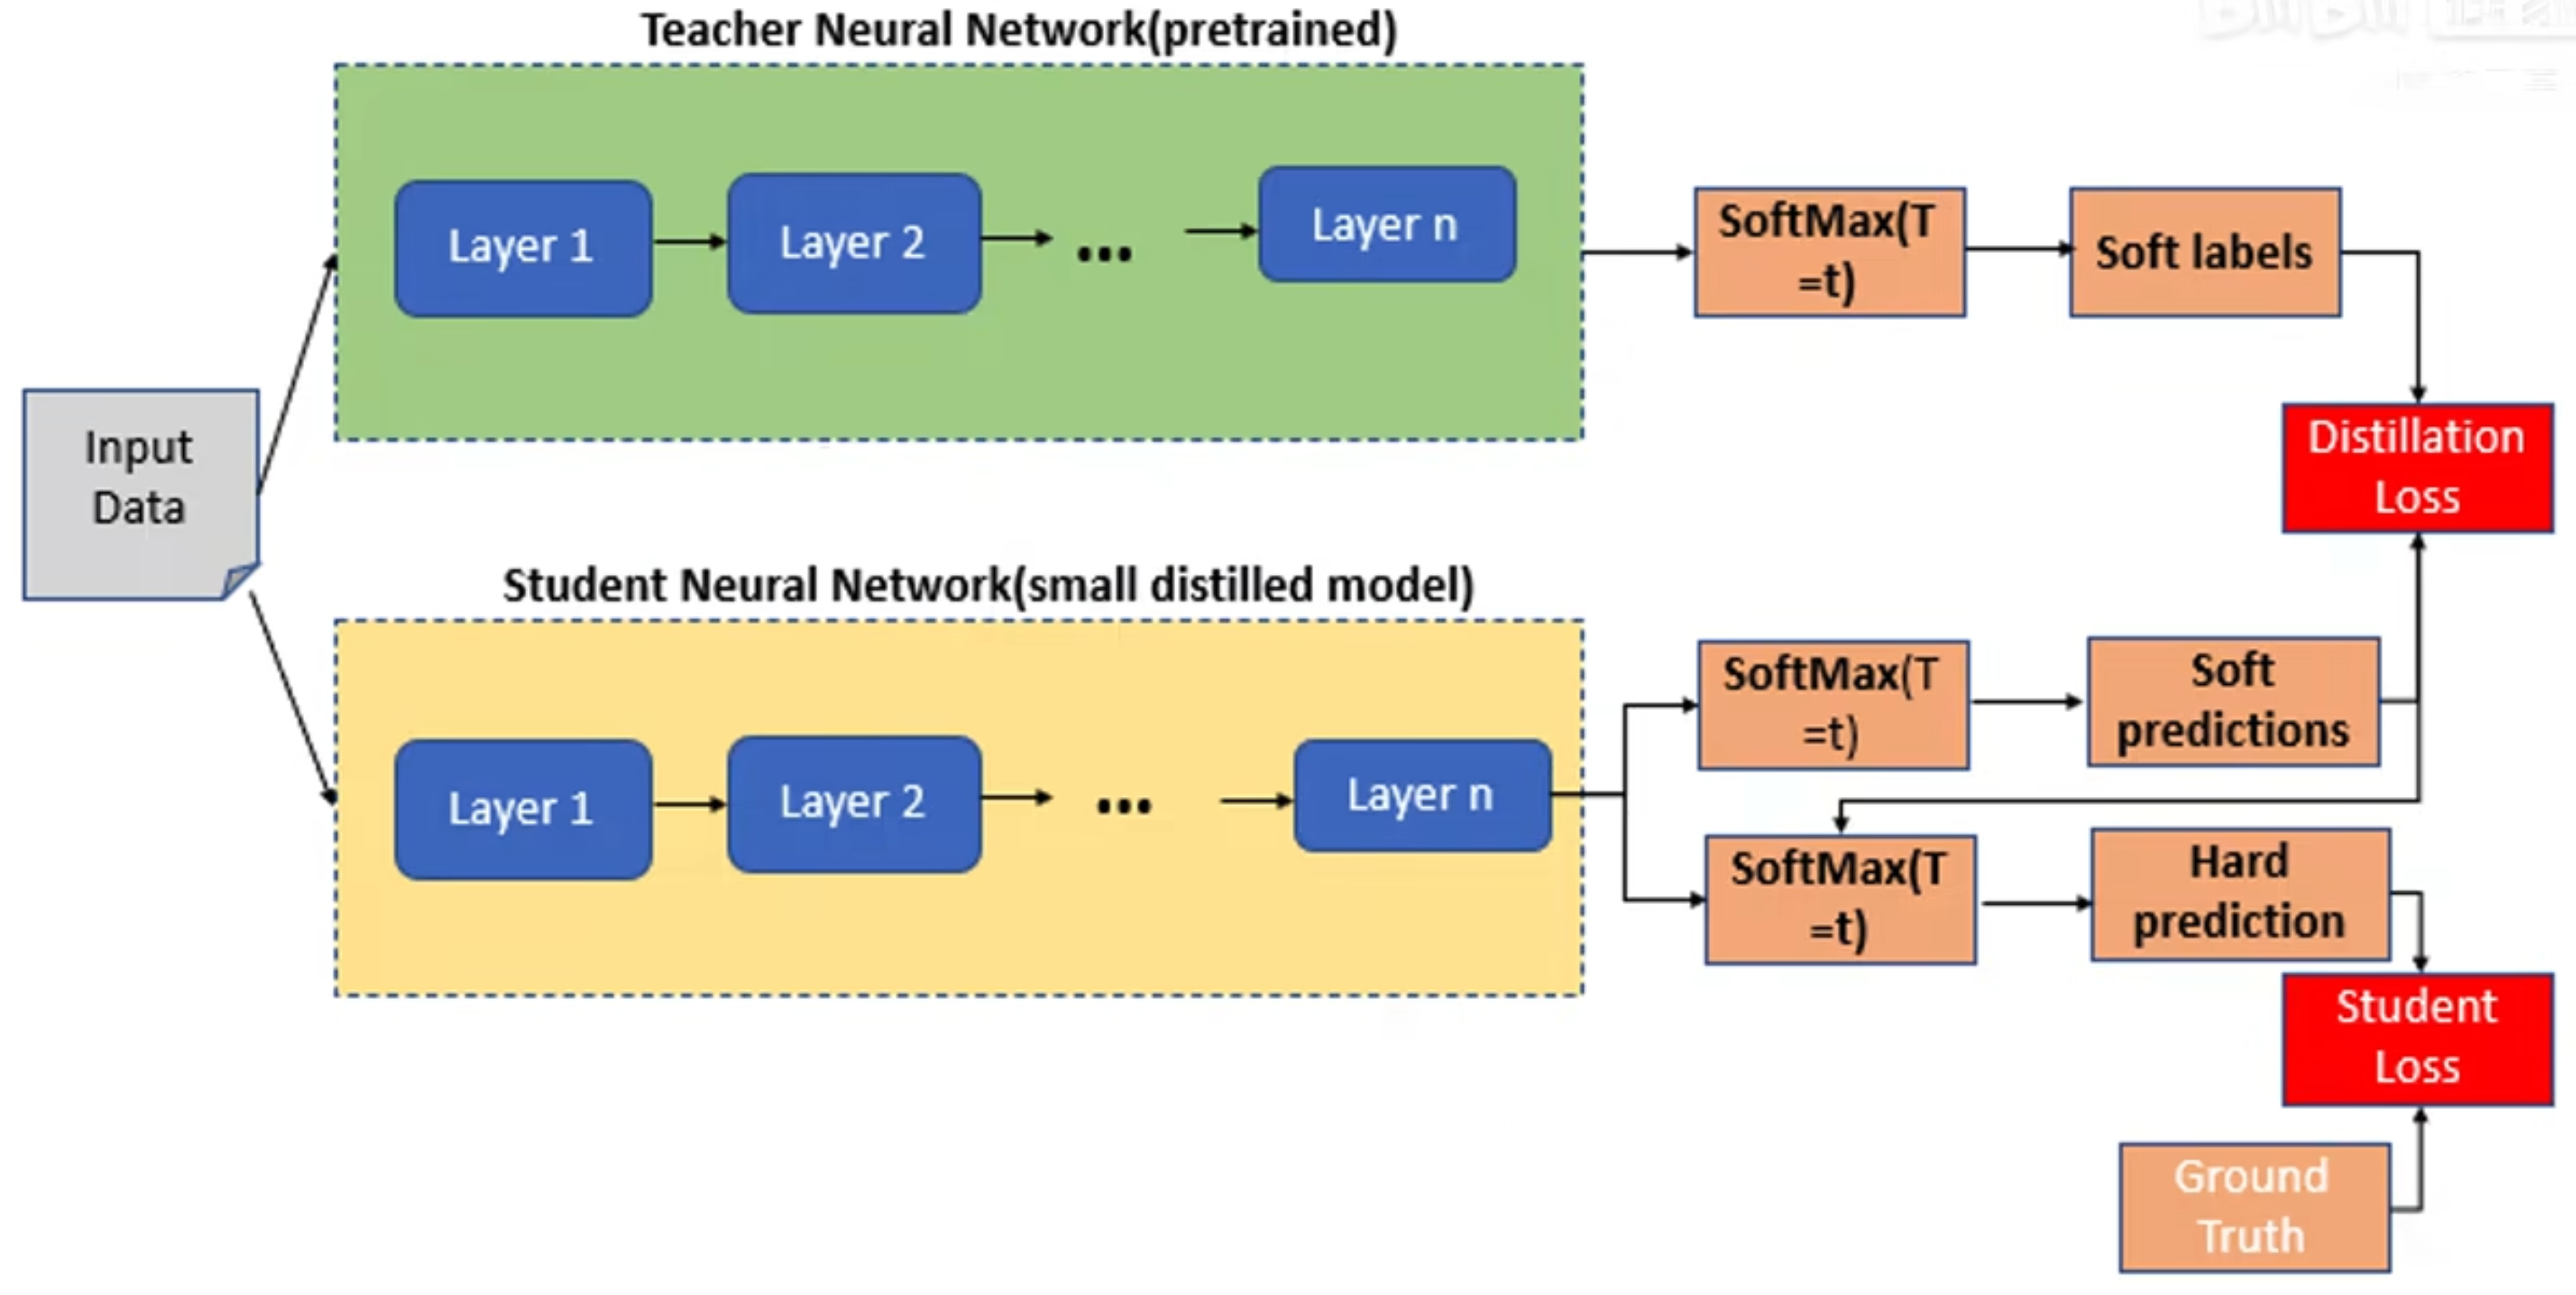 Teacher Neural Network(pretrained)
Layer 1
Layer 2
...
Layer n
SoftMax(T
=t)
Soft labels
Input
Data
Distillation
Loss
Student Neural Network(small distilled model)
Layer 1
Layer 2
...
Layer n
SoftMax(T
=t)
Soft
predictions
SoftMax(T
=t)
Hard
prediction
Student
Loss
Ground
Truth